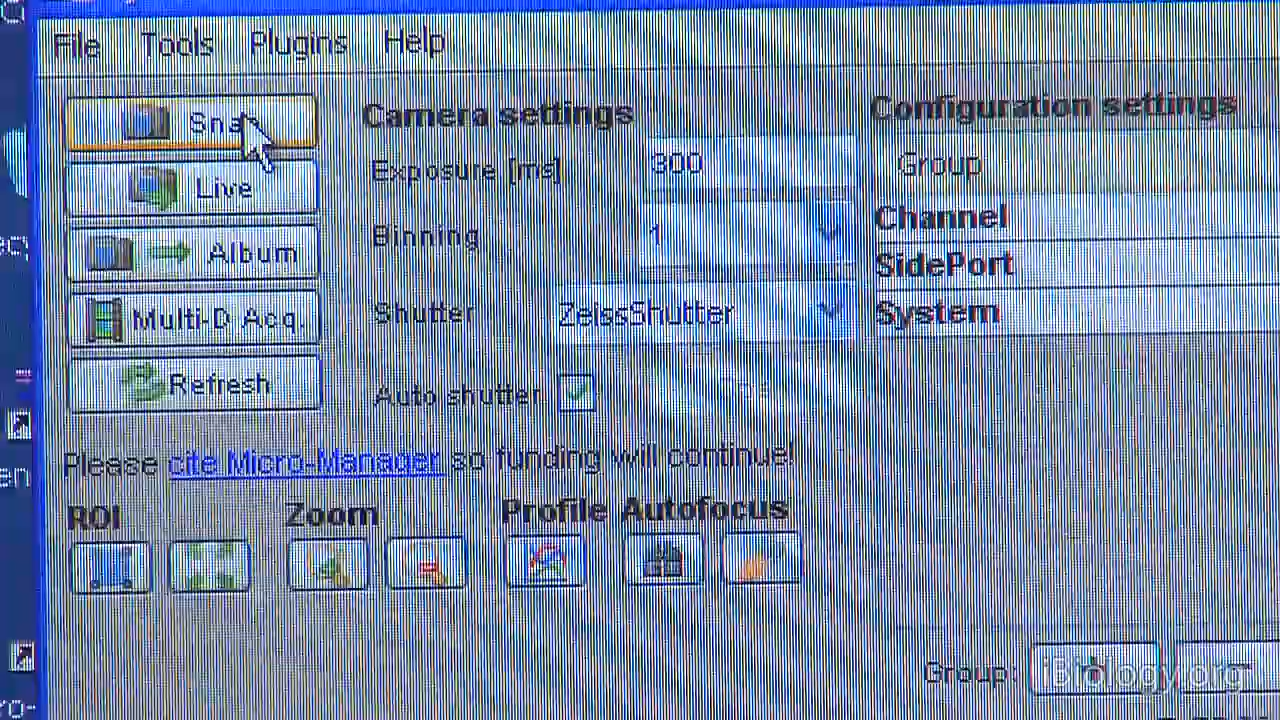 File Tools Plugins Help
Snap
Live
Album
Multi-D Acq.
Refresh
Camera settings
Exposure [ms] 300
Binning 1
Shutter ZeissShutter
Auto shutter
Configuration settings
Group
Channel
SidePort
System
Please cite Micro-Manager so funding will continue!
ROI Zoom Profile Autofocus
Group:
iBiology.org